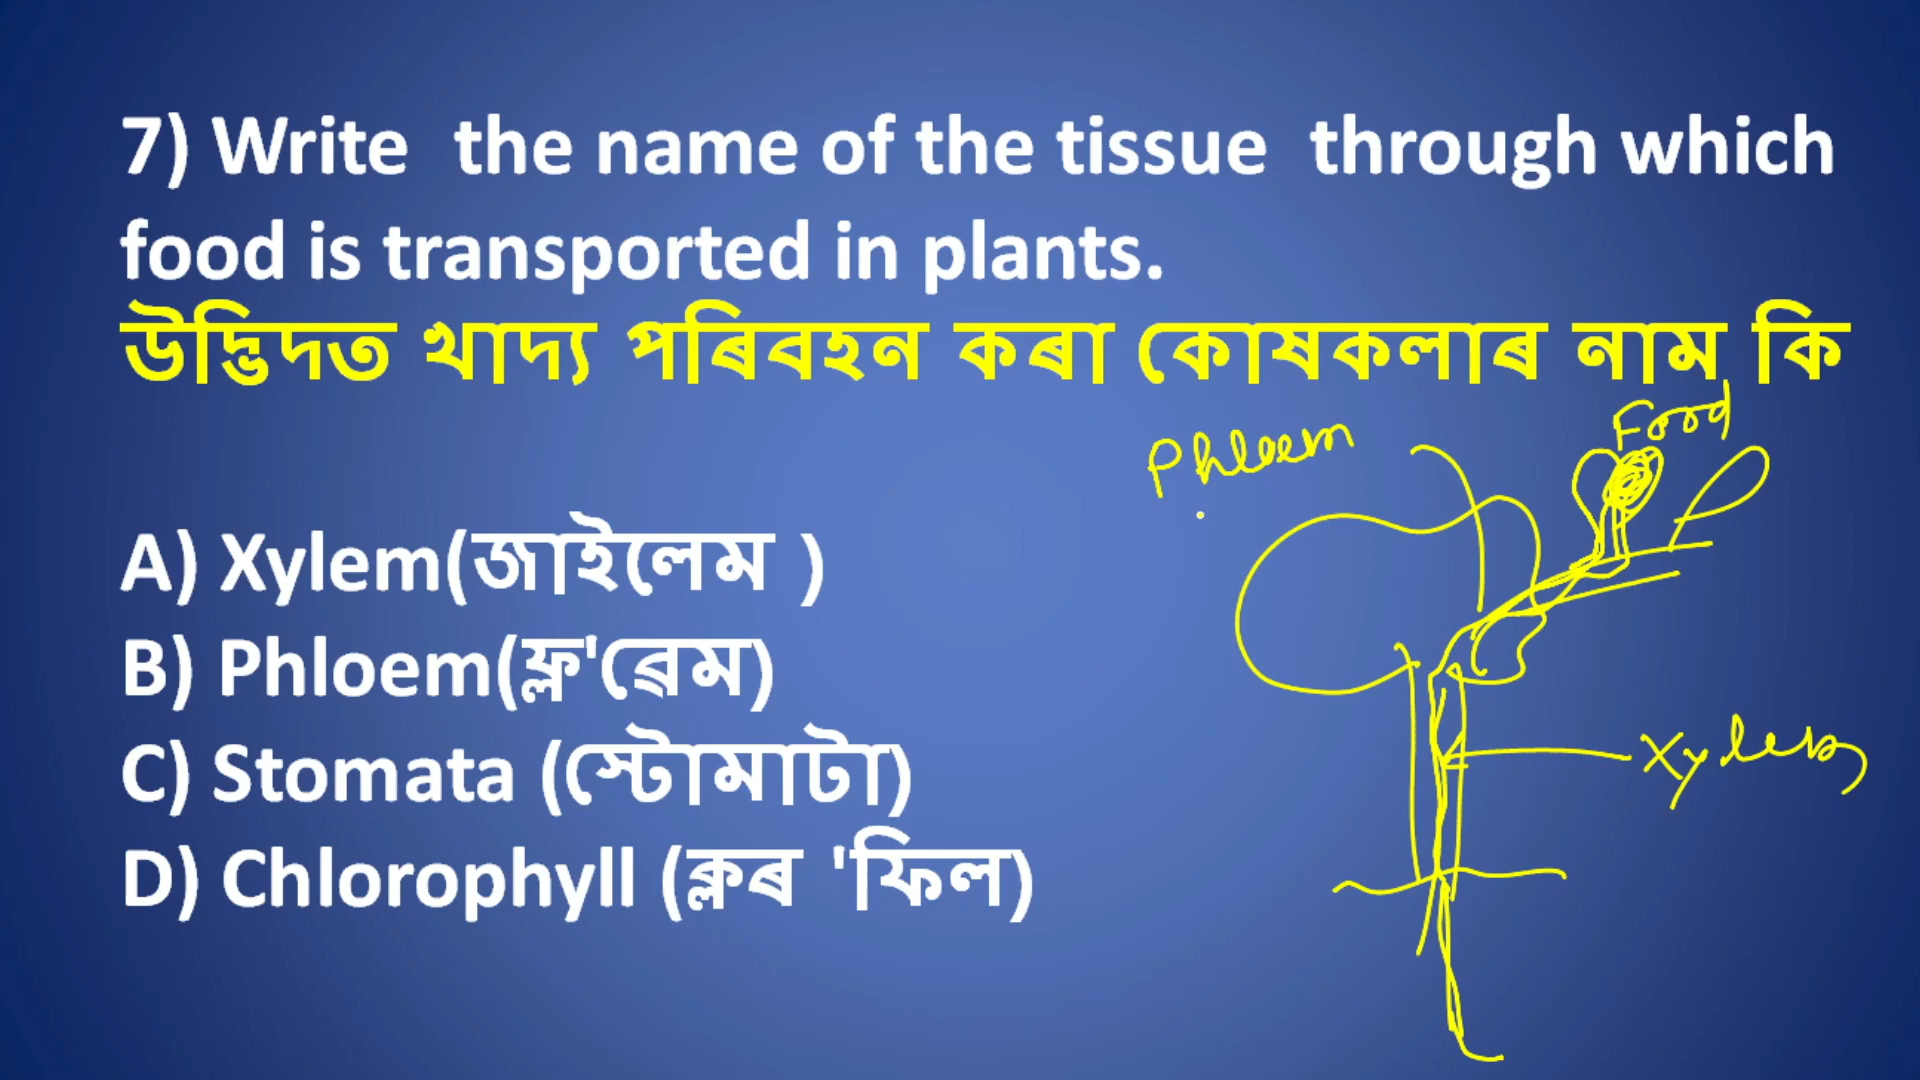 7) Write the name of the tissue through which
food is transported in plants.
উদ্ভিদত খাদ্য পৰিবহন কৰা কোষকলাৰ নাম কি
Food
Phloem
A) Xylem(জাইলেম )
B) Phloem(ফ্ল'ৱেম)
Xylem
C) Stomata (স্টোমাটা)
D) Chlorophyll (ক্লৰ 'ফিল)